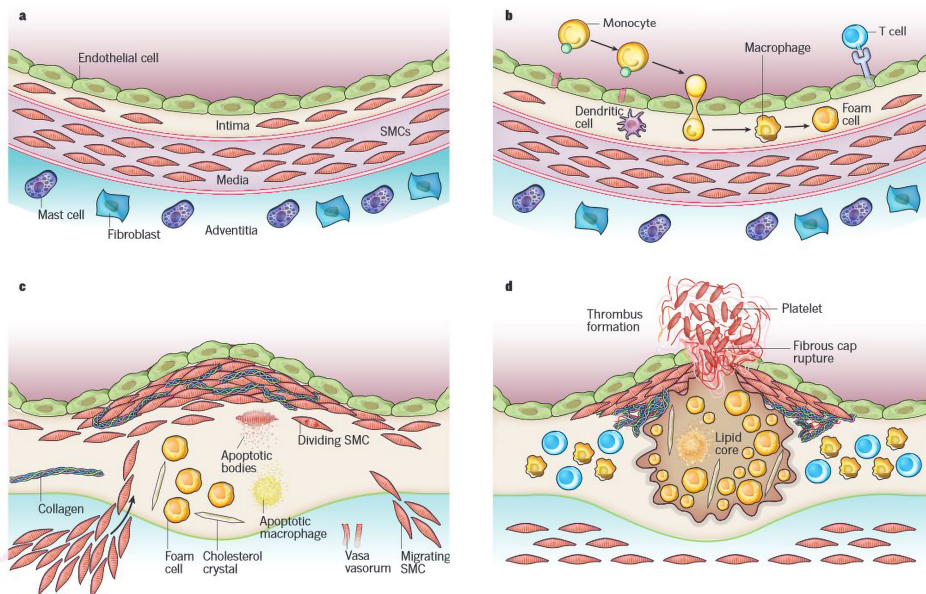 a
Endothelial cell
Intima
SMCs
Media
Mast cell
Fibroblast
Adventitia
b
Monocyte
T cell
Macrophage
Dendritic
cell
Foam
cell
c
Dividing SMC
Apoptotic
bodies
Collagen
Apoptotic
macrophage
Foam
cell
Cholesterol
crystal
Vasa
vasorum
Migrating
SMC
d
Thrombus
formation
Platelet
Fibrous cap
rupture
Lipid
core